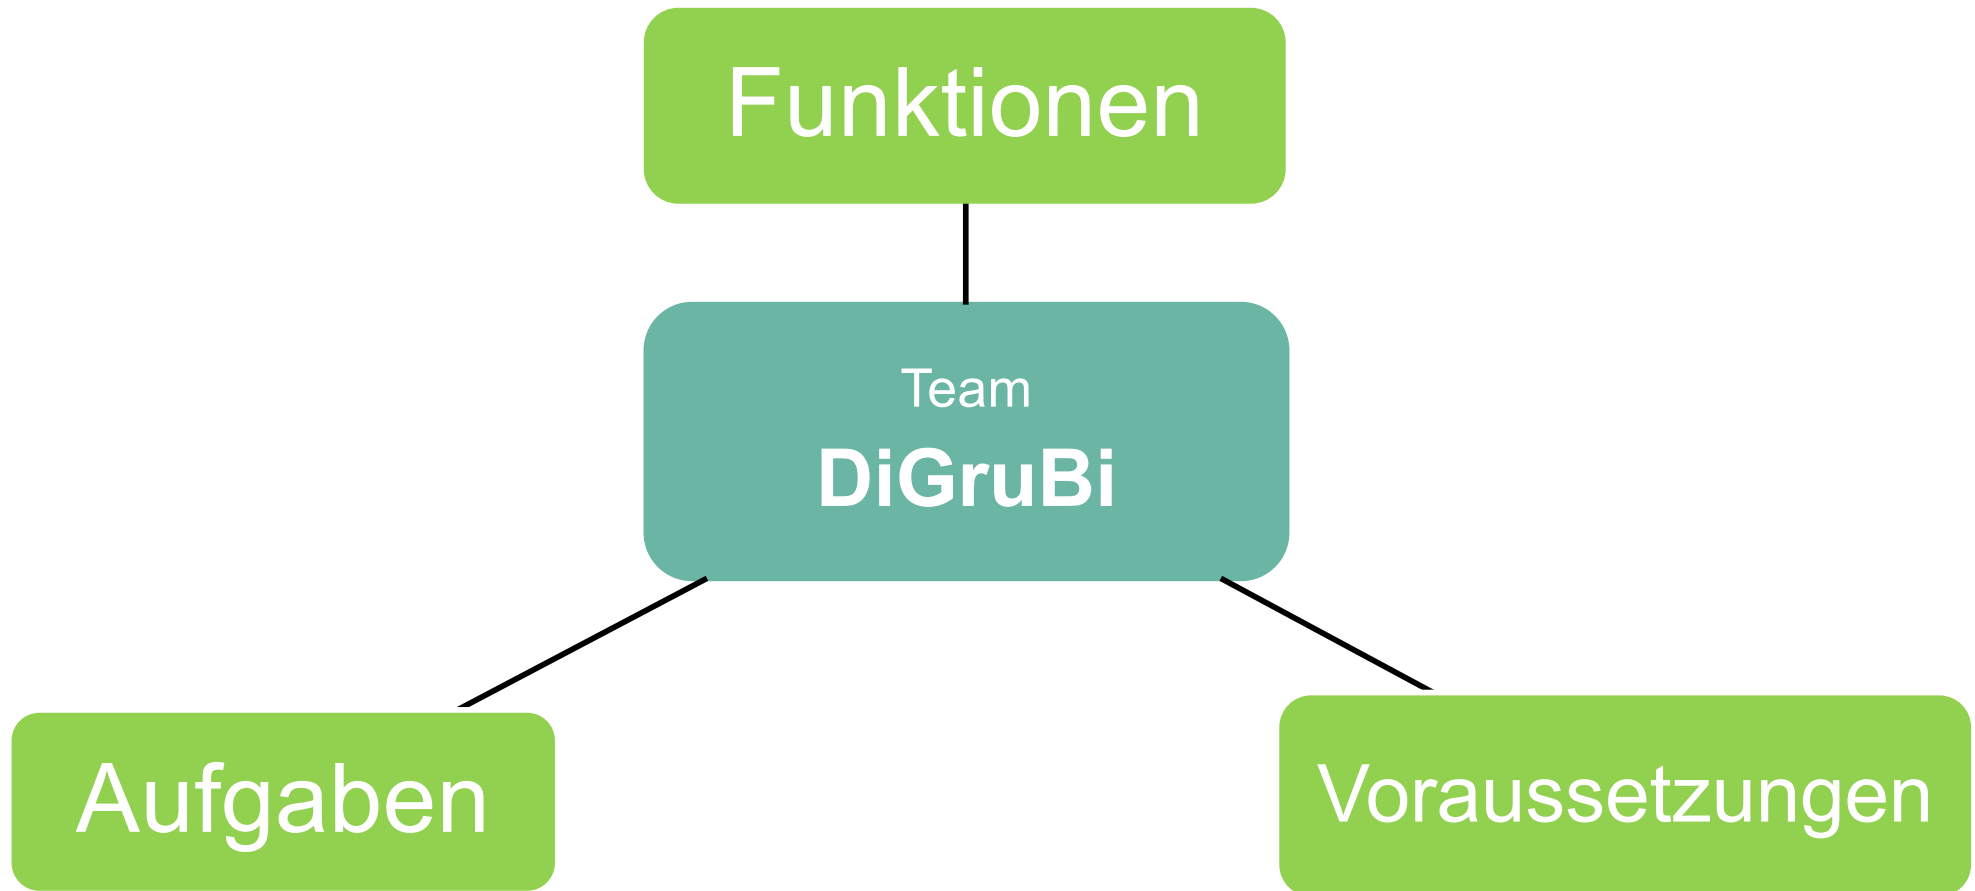 Funktionen
Team
DiGruBi
Aufgaben
Voraussetzungen